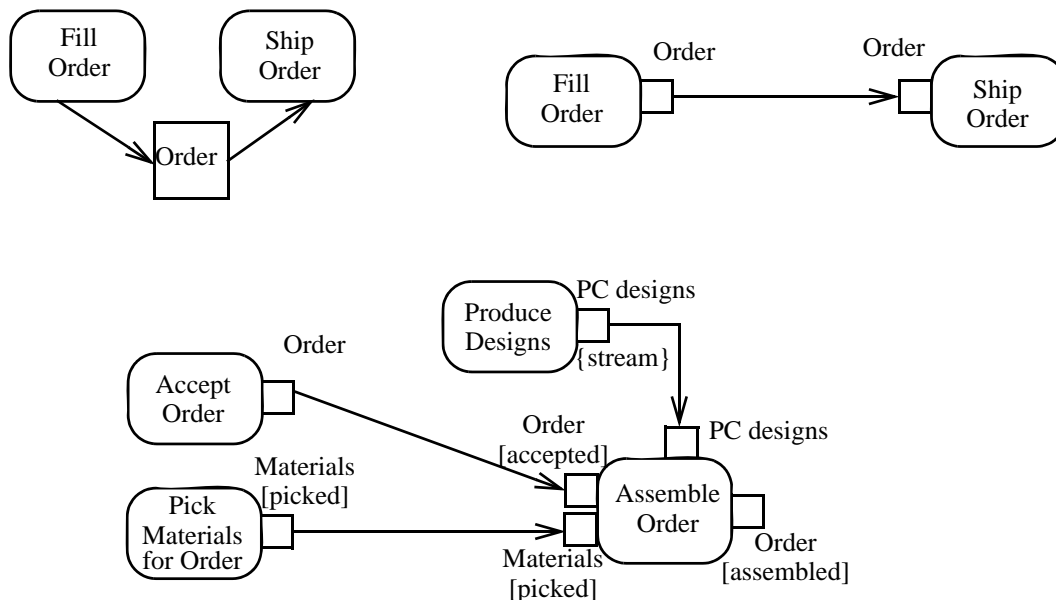 Fill
Order
Ship
Order
Order
Order
Order
Fill
Order
Ship
Order
PC designs
Produce
Designs
{stream}
Order
Accept
Order
PC designs
Order
[accepted]
Materials
[picked]
Assemble
Order
Pick
Materials
for Order
Materials
[picked]
Order
[assembled]